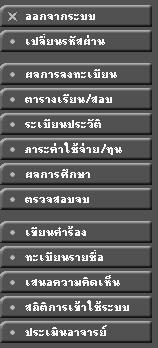 ออกจากระบบ
เปลี่ยนรหัสผ่าน
ผลการลงทะเบียน
ตารางเรียน/สอบ
ระเบียนประวัติ
ภาระค่าใช้จ่าย/ทุน
ผลการศึกษา
ตรวจสอบจบ
เขียนคำร้อง
ทะเบียนรายชื่อ
เสนอความคิดเห็น
สถิติการเข้าใช้ระบบ
ประเมินอาจารย์